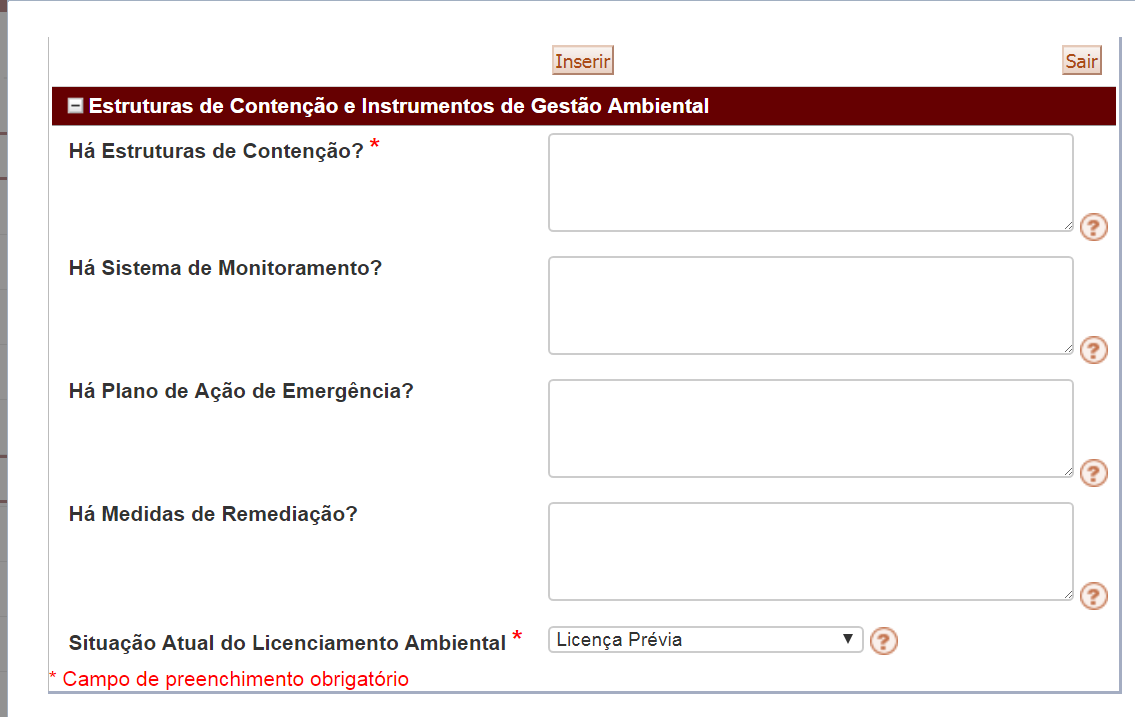 Inserir Sair
Estruturas de Contenção e Instrumentos de Gestão Ambiental
Há Estruturas de Contenção? *
?
Há Sistema de Monitoramento?
?
Há Plano de Ação de Emergência?
?
Há Medidas de Remediação?
?
Situação Atual do Licenciamento Ambiental * Licença Prévia ?
* Campo de preenchimento obrigatório